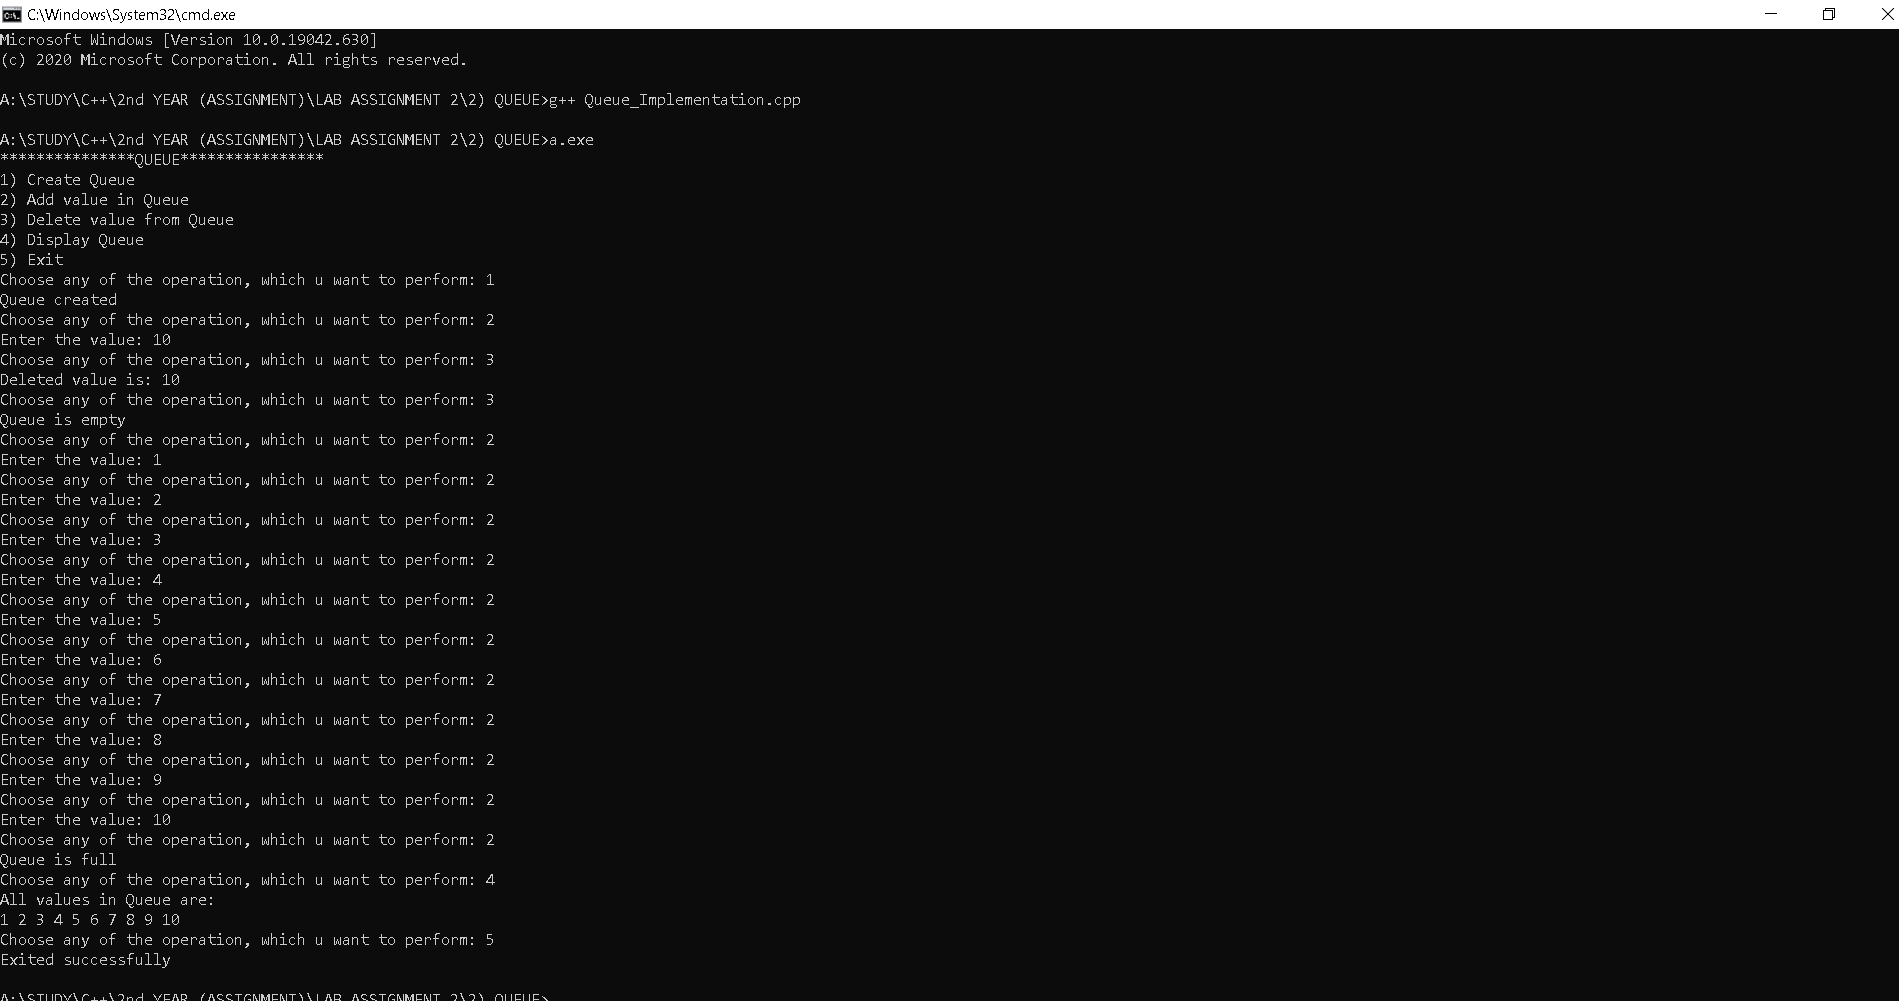 C:\Windows\System32\cmd.exe
Microsoft Windows [Version 10.0.19042.630]
(c) 2020 Microsoft Corporation. All rights reserved.
A:\STUDY\C++\2nd YEAR (ASSIGNMENT)\LAB ASSIGNMENT 2\2) QUEUE>g++ Queue_Implementation.cpp
A:\STUDY\C++\2nd YEAR (ASSIGNMENT)\LAB ASSIGNMENT 2\2) QUEUE>a.exe
***************QUEUE****************
1) Create Queue
2) Add value in Queue
3) Delete value from Queue
4) Display Queue
5) Exit
Choose any of the operation, which u want to perform: 1
Queue created
Choose any of the operation, which u want to perform: 2
Enter the value: 10
Choose any of the operation, which u want to perform: 3
Deleted value is: 10
Choose any of the operation, which u want to perform: 3
Queue is empty
Choose any of the operation, which u want to perform: 2
Enter the value: 1
Choose any of the operation, which u want to perform: 2
Enter the value: 2
Choose any of the operation, which u want to perform: 2
Enter the value: 3
Choose any of the operation, which u want to perform: 2
Enter the value: 4
Choose any of the operation, which u want to perform: 2
Enter the value: 5
Choose any of the operation, which u want to perform: 2
Enter the value: 6
Choose any of the operation, which u want to perform: 2
Enter the value: 7
Choose any of the operation, which u want to perform: 2
Enter the value: 8
Choose any of the operation, which u want to perform: 2
Enter the value: 9
Choose any of the operation, which u want to perform: 2
Enter the value: 10
Choose any of the operation, which u want to perform: 2
Queue is full
Choose any of the operation, which u want to perform: 4
All values in Queue are:
1 2 3 4 5 6 7 8 9 10
Choose any of the operation, which u want to perform: 5
Exited successfully
A:\STUDY\C++\2nd YEAR (ASSIGNMENT)\LAB ASSIGNMENT 2\2) QUEUE>